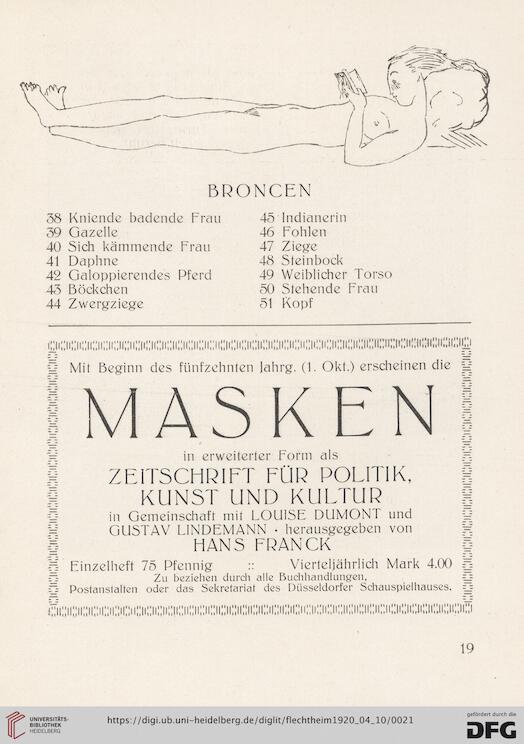 BRONCEN
38 Kniende badende Frau
39 Gazelle
40 Sich kämmende Frau
41 Daphne
42 Galoppierendes Pferd
43 Böckchen
44 Zwergziege
45 Indianerin
46 Fohlen
47 Ziege
48 Steinbock
49 Weiblicher Torso
50 Stehende Frau
51 Kopf
Mit Beginn des fünfzehnten Jahrg. (1. Okt.) erscheinen die
MASKEN
in erweiterter Form als
ZEITSCHRIFT FÜR POLITIK,
KUNST UND KULTUR
in Gemeinschaft mit LOUISE DUMONT und
GUSTAV LINDEMANN · herausgegeben von
HANS FRANCK
Einzelheft 75 Pfennig :: Vierteljährlich Mark 4.00
Zu beziehen durch alle Buchhandlungen,
Postanstalten oder das Sekretariat des Düsseldorfer Schauspielhauses.
19
UNIVERSITÄTS-
BIBLIOTHEK
HEIDELBERG
https://digi.ub.uni-heidelberg.de/diglit/flechtheim1920_04_10/0021
gefördert durch die
DFG